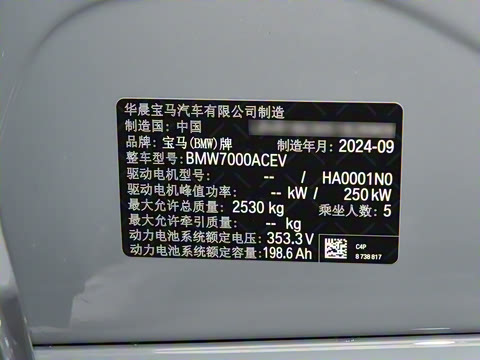 华晨宝马汽车有限公司制造
制造国: 中国
品牌: 宝马(BMW)牌 制造年月: 2024-09
整车型号: BMW7000ACEV
驱动电机型号: -- / HA0001N0
驱动电机峰值功率: -- kW / 250 kW
最大允许总质量: 2530 kg 乘坐人数: 5
最大允许牵引质量: -- kg
动力电池系统额定电压: 353.3 V
动力电池系统额定容量: 198.6 Ah
C4P
8 738 817